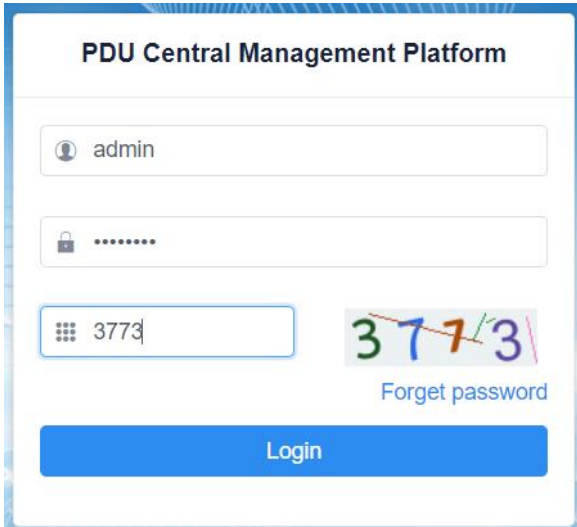 PDU Central Management Platform
admin
••••••••
3773
3773
Forget password
Login